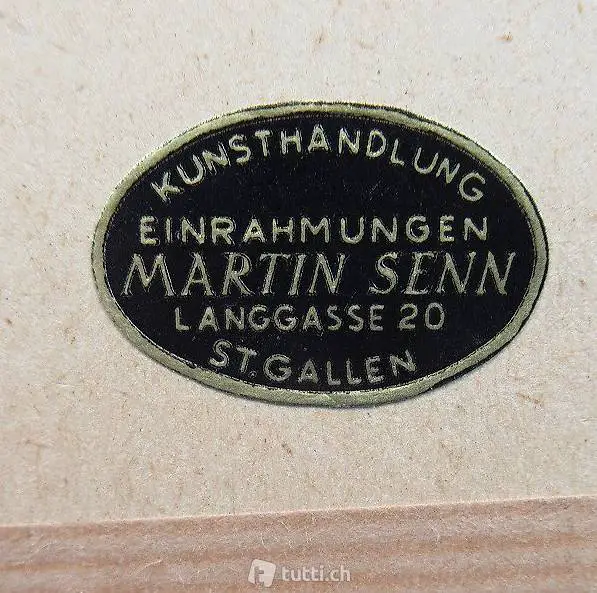 KUNSTHANDLUNG
EINRAHMUNGEN
MARTIN SENN
LANGGASSE 20
ST. GALLEN
tutti.ch